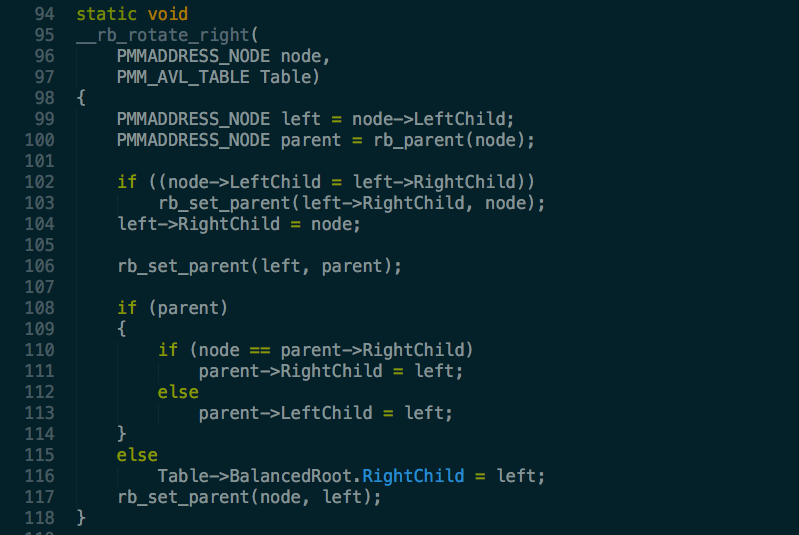 94 static void
95 __rb_rotate_right(
96     PMMADDRESS_NODE node,
97     PMM_AVL_TABLE Table)
98 {
99     PMMADDRESS_NODE left = node->LeftChild;
100     PMMADDRESS_NODE parent = rb_parent(node);
101
102     if ((node->LeftChild = left->RightChild))
103         rb_set_parent(left->RightChild, node);
104     left->RightChild = node;
105
106     rb_set_parent(left, parent);
107
108     if (parent)
109     {
110         if (node == parent->RightChild)
111             parent->RightChild = left;
112         else
113             parent->LeftChild = left;
114     }
115     else
116         Table->BalancedRoot.RightChild = left;
117     rb_set_parent(node, left);
118 }